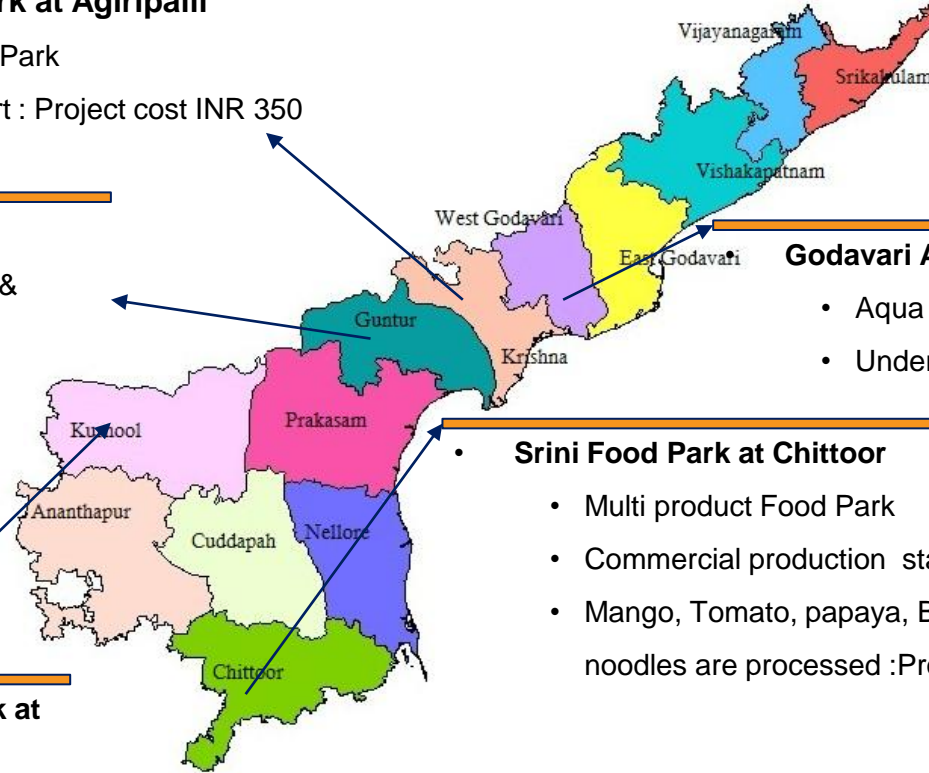 rk at Agiripalli
Park
rt : Project cost INR 350
&
k at
Vijayanagaram
Srikakulam
Vishakapatnam
West Godavari
East Godavari
Guntur
Krishna
Kurnool
Prakasam
Ananthapur
Cuddapah
Nellore
Chittoor
• Godavari A
• Aqua
• Under
• Srini Food Park at Chittoor
• Multi product Food Park
• Commercial production sta
• Mango, Tomato, papaya, B
noodles are processed :Pro